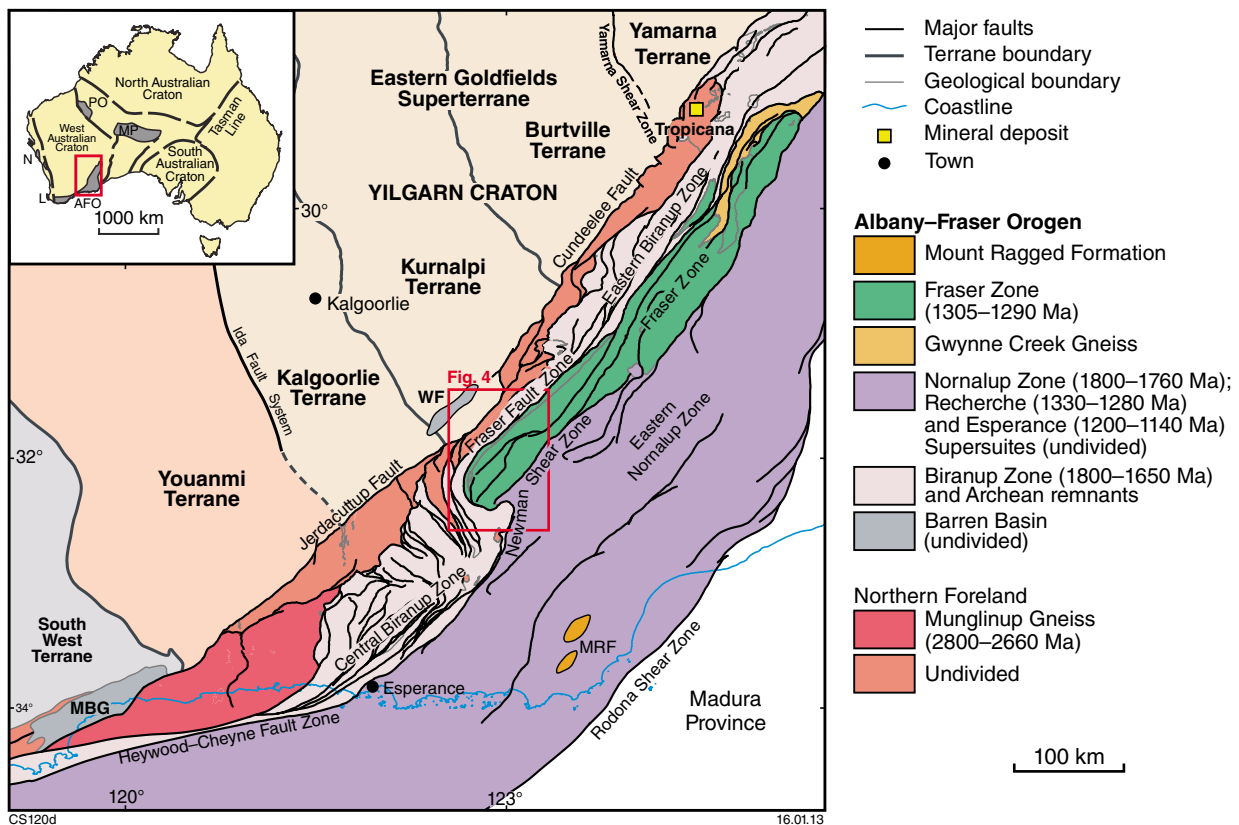 North Australian
Craton
PO
West
Australian
Craton
MP
Tasman
Line
South
Australian
Craton
N
L
AFO
1000 km
Yamarna
Terrane
Yamarna Shear Zone
Eastern Goldfields
Superterrane
Burtville
Terrane
Tropicana
YILGARN CRATON
30°
Cundeelee Fault
Eastern Biranup Zone
Kurnalpi
Terrane
Kalgoorlie
Fraser Zone
Ida Fault System
Kalgoorlie
Terrane
WF
Fig. 4
Fraser Fault Zone
Eastern
Nornalup Zone
Newman Shear Zone
32°
Youanmi
Terrane
Jerdacuttup Fault
Central Biranup Zone
South
West
Terrane
MRF
Esperance
Rodona Shear Zone
Madura
Province
MBG
34°
Heywood–Cheyne Fault Zone
120°
123°
CS120d
16.01.13
Major faults
Terrane boundary
Geological boundary
Coastline
Mineral deposit
Town
Albany–Fraser Orogen
Mount Ragged Formation
Fraser Zone
(1305–1290 Ma)
Gwynne Creek Gneiss
Nornalup Zone (1800–1760 Ma);
Recherche (1330–1280 Ma)
and Esperance (1200–1140 Ma)
Supersuites (undivided)
Biranup Zone (1800–1650 Ma)
and Archean remnants
Barren Basin
(undivided)
Northern Foreland
Munglinup Gneiss
(2800–2660 Ma)
Undivided
100 km